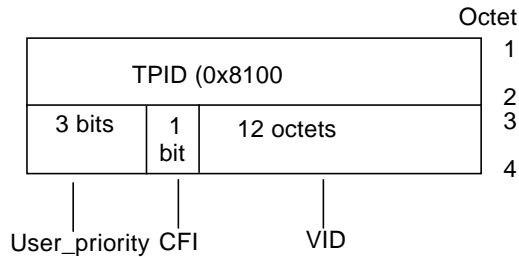 Octet
1
TPID (0x8100
2
3 bits
1
bit
12 octets
3
4
User_priority
CFI
VID